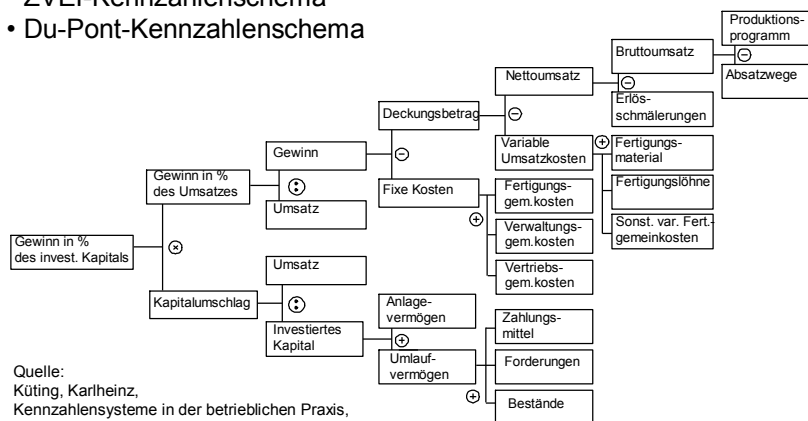 • ZVEI-Kennzahlenschema
• Du-Pont-Kennzahlenschema
Produktions-
programm
Bruttoumsatz
Absatzwege
Nettoumsatz
Erlös-
schmälerungen
Deckungsbetrag
Variable
Umsatzkosten
Fertigungs-
material
Fertigungslöhne
Sonst. var. Fert.-
gemeinkosten
Gewinn
Gewinn in %
des Umsatzes
Umsatz
Fixe Kosten
Fertigungs-
gem.kosten
Verwaltungs-
gem.kosten
Vertriebs-
gem.kosten
Gewinn in %
des invest. Kapitals
Umsatz
Kapitalumschlag
Investiertes
Kapital
Anlage-
vermögen
Umlauf-
vermögen
Zahlungs-
mittel
Forderungen
Bestände
Quelle:
Küting, Karlheinz,
Kennzahlensysteme in der betrieblichen Praxis,